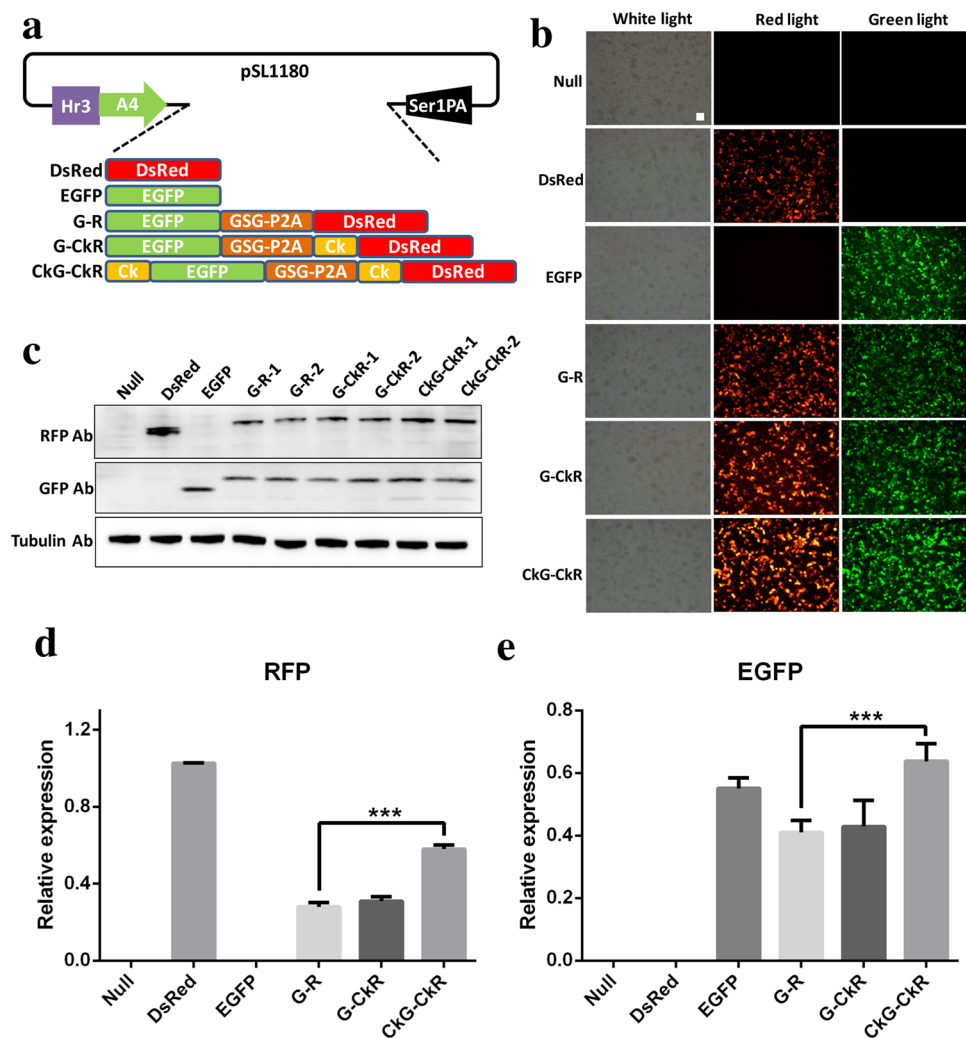 a
pSL1180
Hr3
A4
Ser1PA
DsRed
DsRed
EGFP
EGFP
G-R
EGFP
GSG-P2A
DsRed
G-CkR
EGFP
GSG-P2A
Ck
DsRed
CkG-CkR
Ck
EGFP
GSG-P2A
Ck
DsRed
b
White light
Red light
Green light
Null
DsRed
EGFP
G-R
G-CkR
CkG-CkR
c
Null
DsRed
EGFP
G-R-1
G-R-2
G-CkR-1
G-CkR-2
CkG-CkR-1
CkG-CkR-2
RFP Ab
GFP Ab
Tubulin Ab
d
RFP
Relative expression
1.2
0.8
0.4
0.0
***
Null
DsRed
EGFP
G-R
G-CkR
CkG-CkR
e
EGFP
Relative expression
0.8
0.6
0.4
0.2
0.0
***
Null
DsRed
EGFP
G-R
G-CkR
CkG-CkR